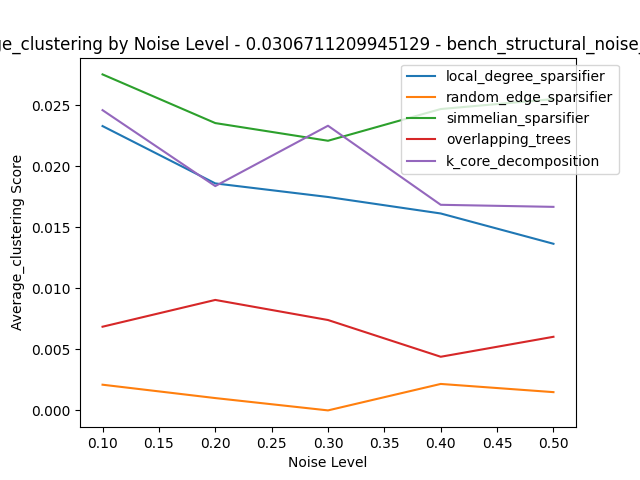 ge_clustering by Noise Level - 0.0306711209945129 - bench_structural_noise_
local_degree_sparsifier
random_edge_sparsifier
simmelian_sparsifier
overlapping_trees
k_core_decomposition
Average_clustering Score
0.025
0.020
0.015
0.010
0.005
0.000
0.10 0.15 0.20 0.25 0.30 0.35 0.40 0.45 0.50
Noise Level